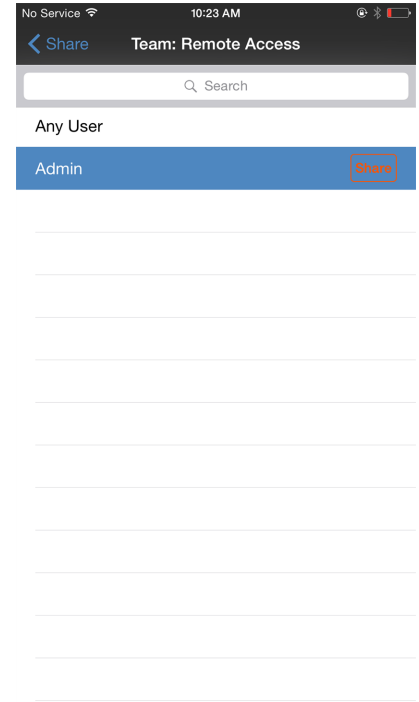 No Service 10:23 AM
Share Team: Remote Access
Search
Any User
Admin Share